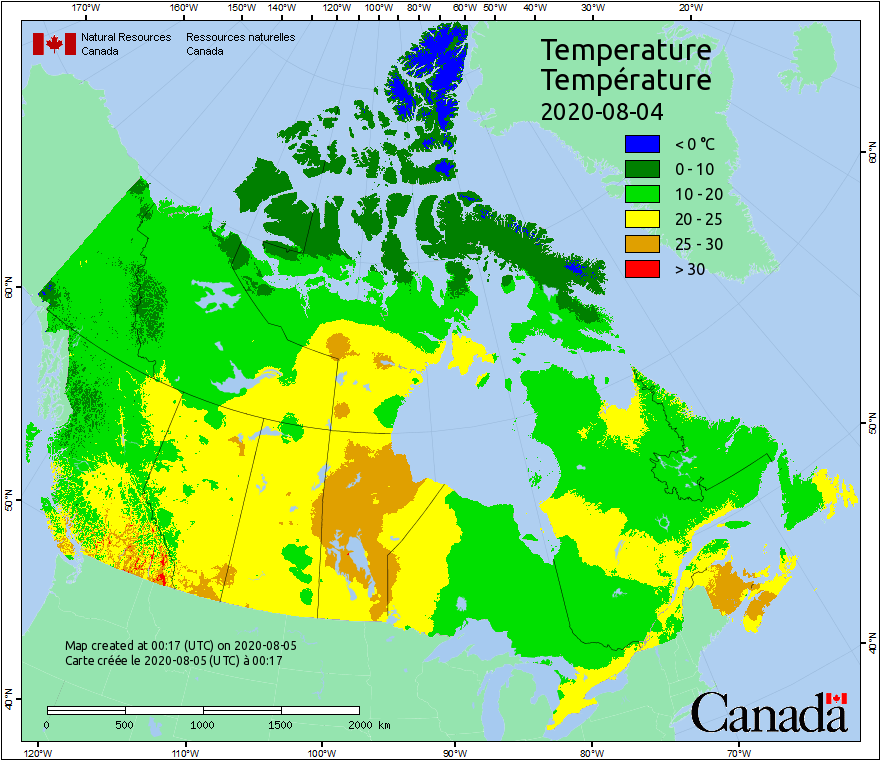 170°W 160°W 150°W 140°W 130°W 120°W 110°W 100°W 80°W 60°W 50°W 40°W 30°W 20°W
Natural Resources Ressources naturelles
Canada Canada
Temperature
Température
2020-08-04
< 0 °C
0 - 10
10 - 20
20 - 25
25 - 30
> 30
60°N
50°N
40°N
60°N
50°N
40°N
Map created at 00:17 (UTC) on 2020-08-05
Carte créée le 2020-08-05 (UTC) à 00:17
0 500 1000 1500 2000 km
Canada
120°W 110°W 100°W 90°W 80°W 70°W